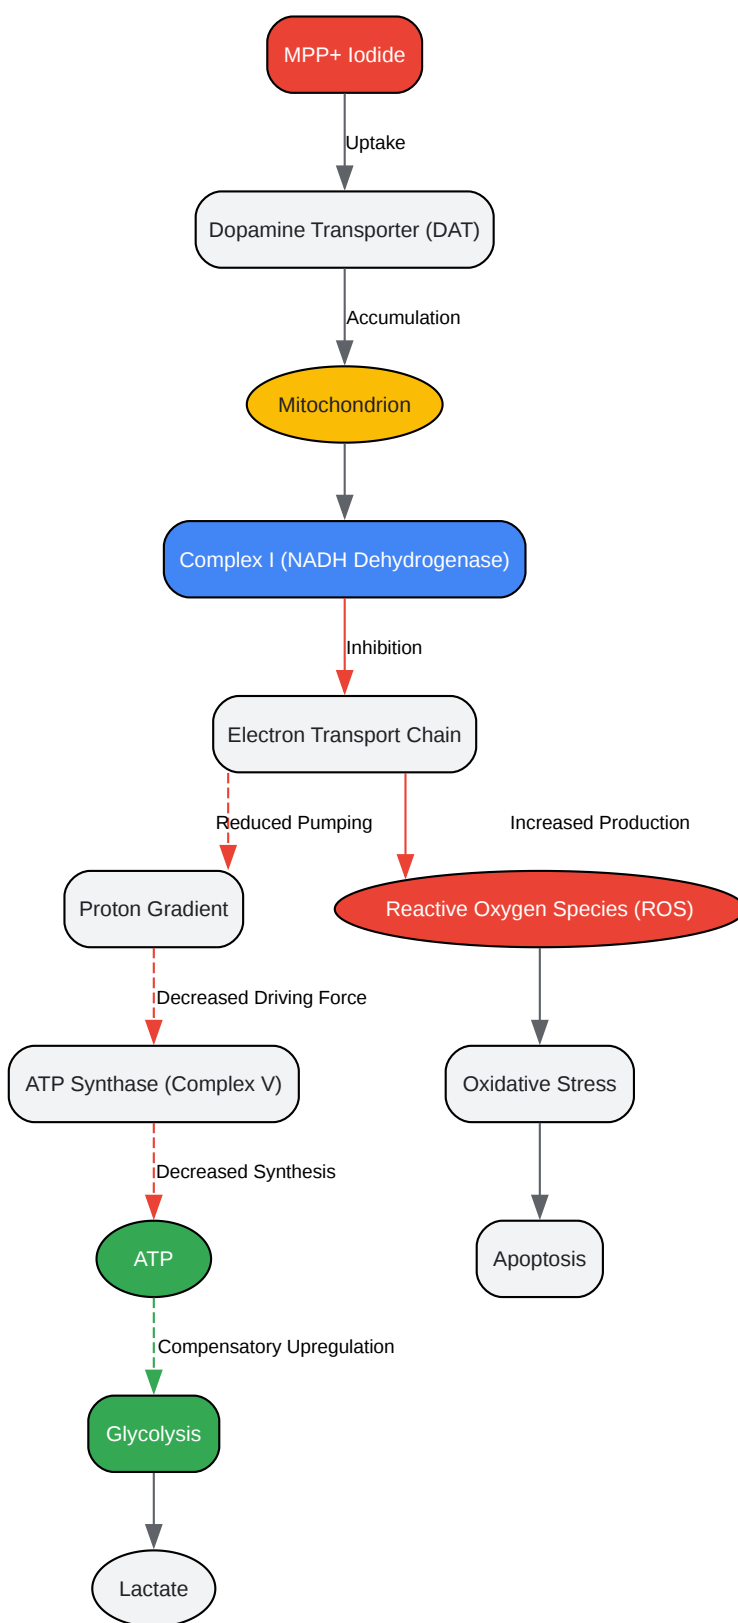 MPP+ Iodide
Uptake
Dopamine Transporter (DAT)
Accumulation
Mitochondrion
Complex I (NADH Dehydrogenase)
Inhibition
Electron Transport Chain
Reduced Pumping
Increased Production
Proton Gradient
Reactive Oxygen Species (ROS)
Decreased Driving Force
ATP Synthase (Complex V)
Oxidative Stress
Decreased Synthesis
ATP
Apoptosis
Compensatory Upregulation
Glycolysis
Lactate